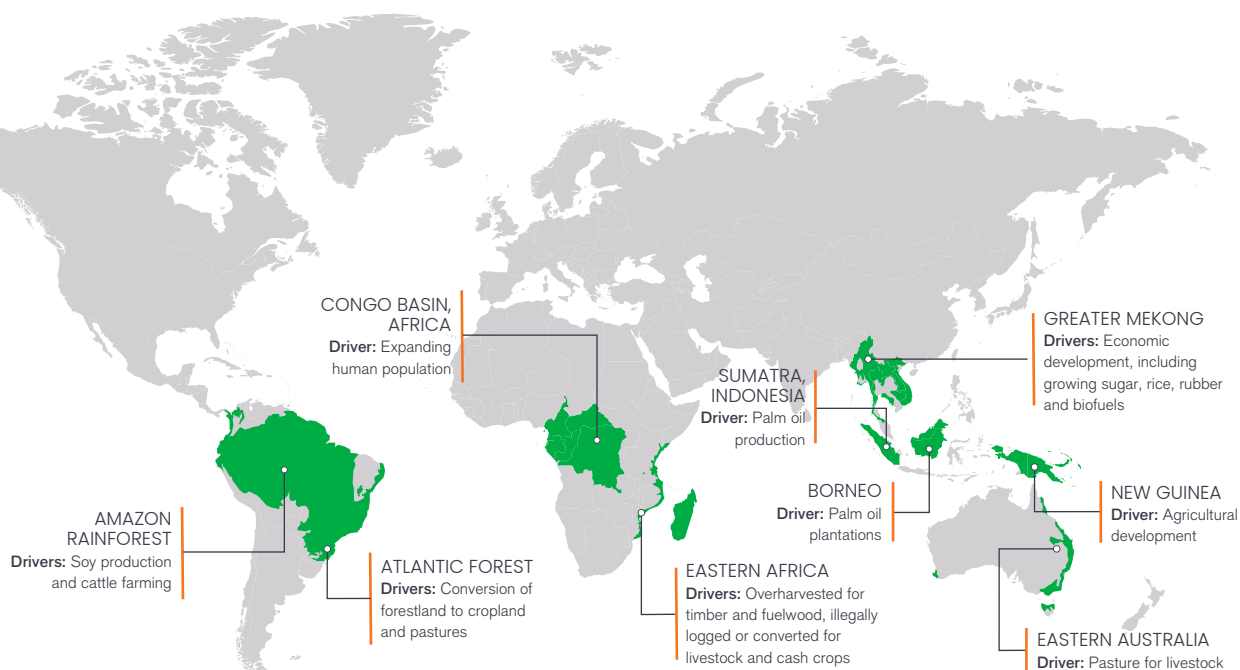 CONGO BASIN,
AFRICA
Driver: Expanding
human population
GREATER MEKONG
Drivers: Economic
development, including
growing sugar, rice, rubber
and biofuels
SUMATRA,
INDONESIA
Driver: Palm oil
production
BORNEO
Driver: Palm oil
plantations
NEW GUINEA
Driver: Agricultural
development
AMAZON
RAINFOREST
Drivers: Soy production
and cattle farming
ATLANTIC FOREST
Drivers: Conversion of
forestland to cropland
and pastures
EASTERN AFRICA
Drivers: Overharvested for
timber and fuelwood, illegally
logged or converted for
livestock and cash crops
EASTERN AUSTRALIA
Driver: Pasture for livestock